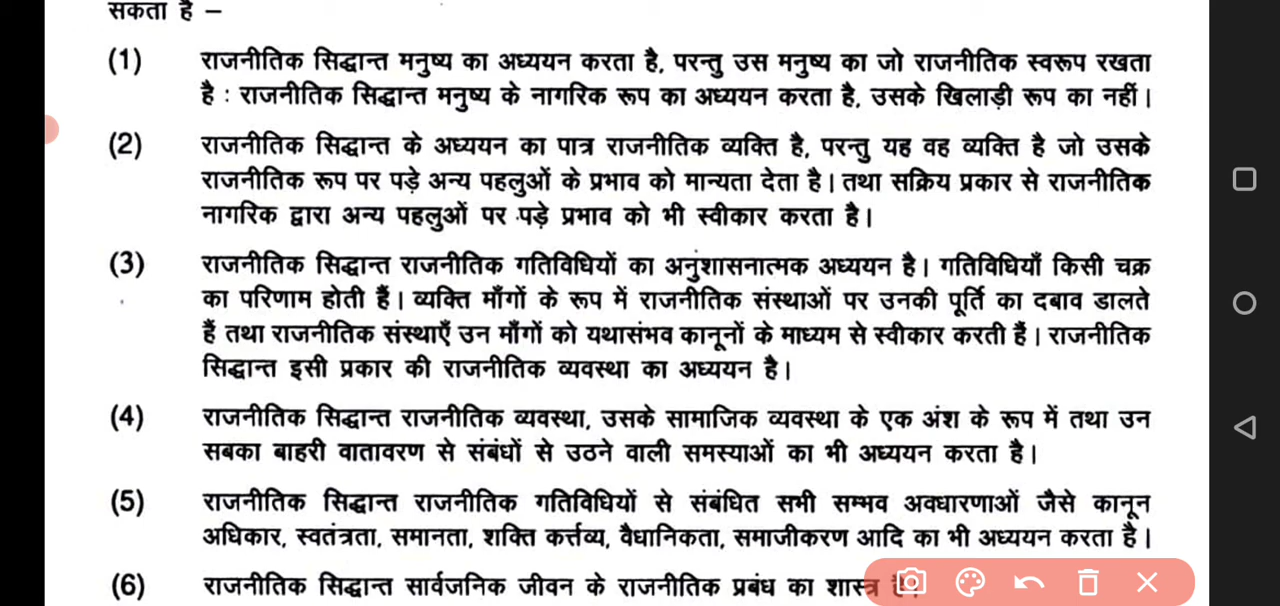 सकता है –
(1) राजनीतिक सिद्धान्त मनुष्य का अध्ययन करता है, परन्तु उस मनुष्य का जो राजनीतिक स्वरूप रखता
है : राजनीतिक सिद्धान्त मनुष्य के नागरिक रूप का अध्ययन करता है, उसके खिलाड़ी रूप का नहीं।
(2) राजनीतिक सिद्धान्त के अध्ययन का पात्र राजनीतिक व्यक्ति है, परन्तु यह वह व्यक्ति है जो उसके
राजनीतिक रूप पर पड़े अन्य पहलुओं के प्रभाव को मान्यता देता है। तथा सक्रिय प्रकार से राजनीतिक
नागरिक द्वारा अन्य पहलुओं पर पड़े प्रभाव को भी स्वीकार करता है।
(3) राजनीतिक सिद्धान्त राजनीतिक गतिविधियों का अनुशासनात्मक अध्ययन है। गतिविधियाँ किसी चक्र
का परिणाम होती हैं। व्यक्ति माँगों के रूप में राजनीतिक संस्थाओं पर उनकी पूर्ति का दबाव डालते
हैं तथा राजनीतिक संस्थाएँ उन माँगों को यथासंभव कानूनों के माध्यम से स्वीकार करती हैं। राजनीतिक
सिद्धान्त इसी प्रकार की राजनीतिक व्यवस्था का अध्ययन है।
(4) राजनीतिक सिद्धान्त राजनीतिक व्यवस्था, उसके सामाजिक व्यवस्था के एक अंश के रूप में तथा उन
सबका बाहरी वातावरण से संबंधों से उठने वाली समस्याओं का भी अध्ययन करता है।
(5) राजनीतिक सिद्धान्त राजनीतिक गतिविधियों से संबंधित सभी सम्भव अवधारणाओं जैसे कानून
अधिकार, स्वतंत्रता, समानता, शक्ति कर्त्तव्य, वैधानिकता, समाजीकरण आदि का भी अध्ययन करता है।
(6) राजनीतिक सिद्धान्त सार्वजनिक जीवन के राजनीतिक प्रबंध का शास्त्र है।